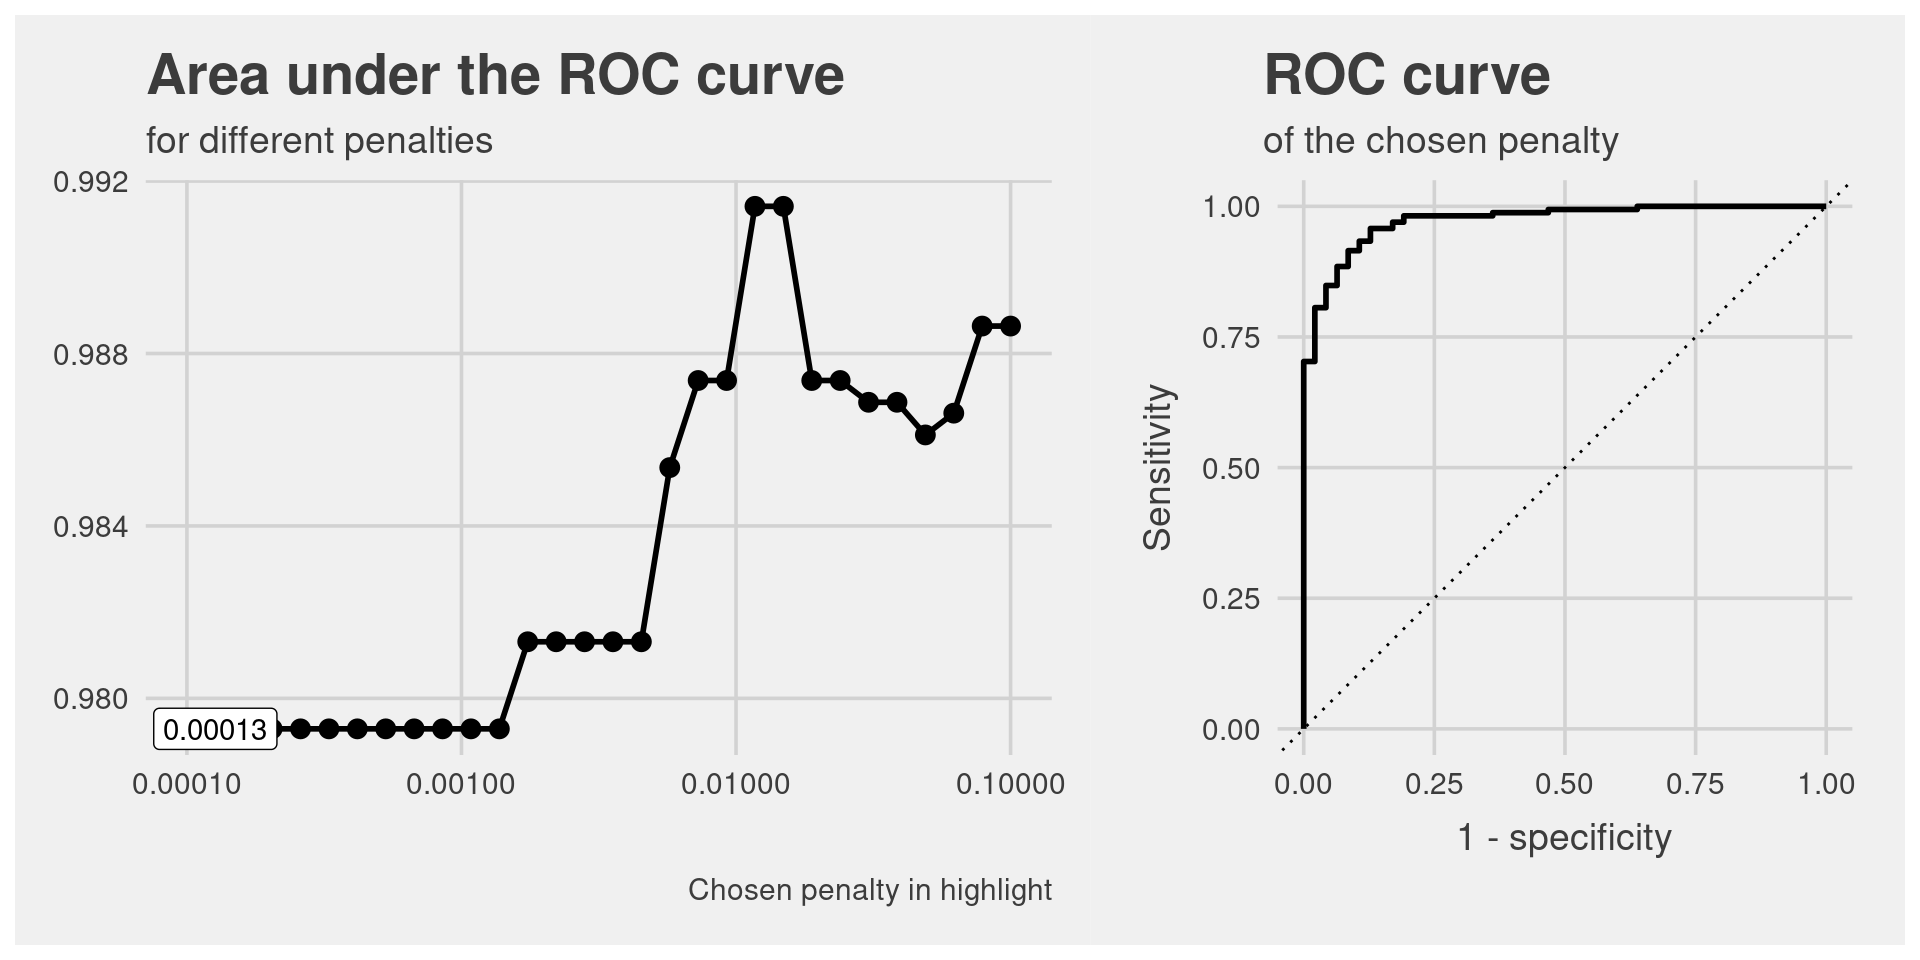 Area under the ROC curve
for different penalties
0.992
0.988
0.984
0.980
0.00013
0.00010 0.00100 0.01000 0.10000
Chosen penalty in highlight
ROC curve
of the chosen penalty
Sensitivity
1.00
0.75
0.50
0.25
0.00
0.00 0.25 0.50 0.75 1.00
1 - specificity